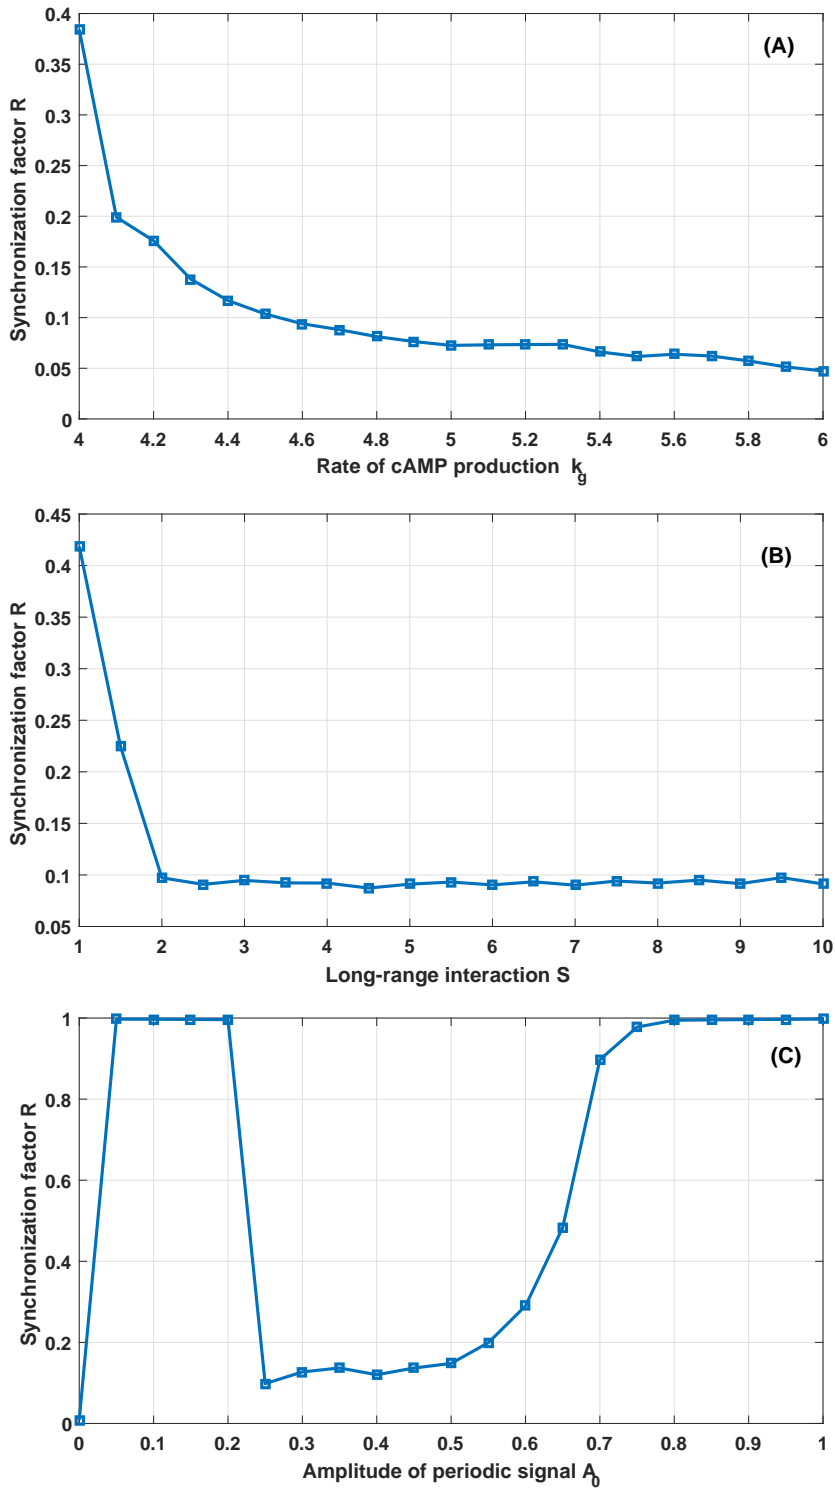 0.4
(A)
0.35
0.3
0.25
0.2
0.15
0.1
0.05
0
Synchronization factor R
4 4.2 4.4 4.6 4.8 5 5.2 5.4 5.6 5.8 6
Rate of cAMP production kg
0.45
(B)
0.4
0.35
0.3
0.25
0.2
0.15
0.1
0.05
Synchronization factor R
1 2 3 4 5 6 7 8 9 10
Long-range interaction S
1
(C)
0.8
0.6
0.4
0.2
0
Synchronization factor R
0 0.1 0.2 0.3 0.4 0.5 0.6 0.7 0.8 0.9 1
Amplitude of periodic signal A0